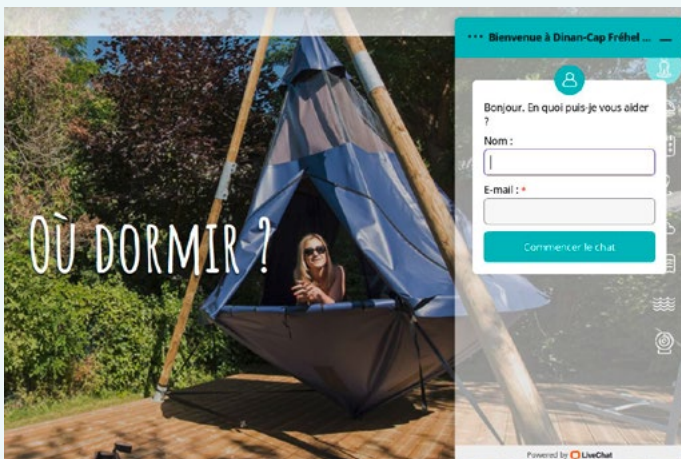 Où dormir ?
··· Bienvenue à Dinan-Cap Fréhel ... —
Bonjour. En quoi puis-je vous aider
?
Nom :
E-mail : *
Commencer le chat
Powered by LiveChat